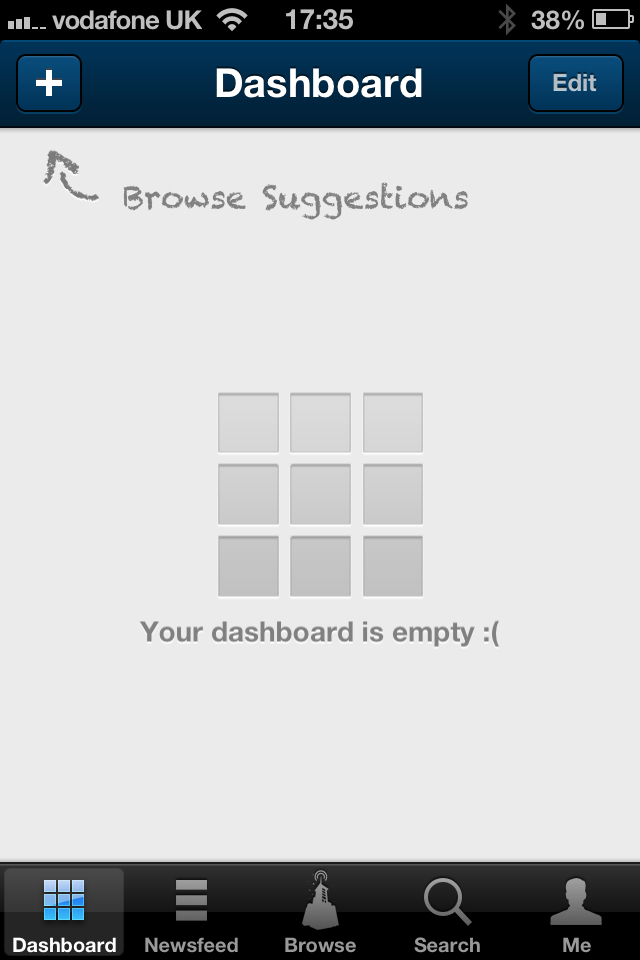 vodafone UK 17:35 38%
+ Dashboard Edit
Browse Suggestions
Your dashboard is empty :(
Dashboard Newsfeed Browse Search Me